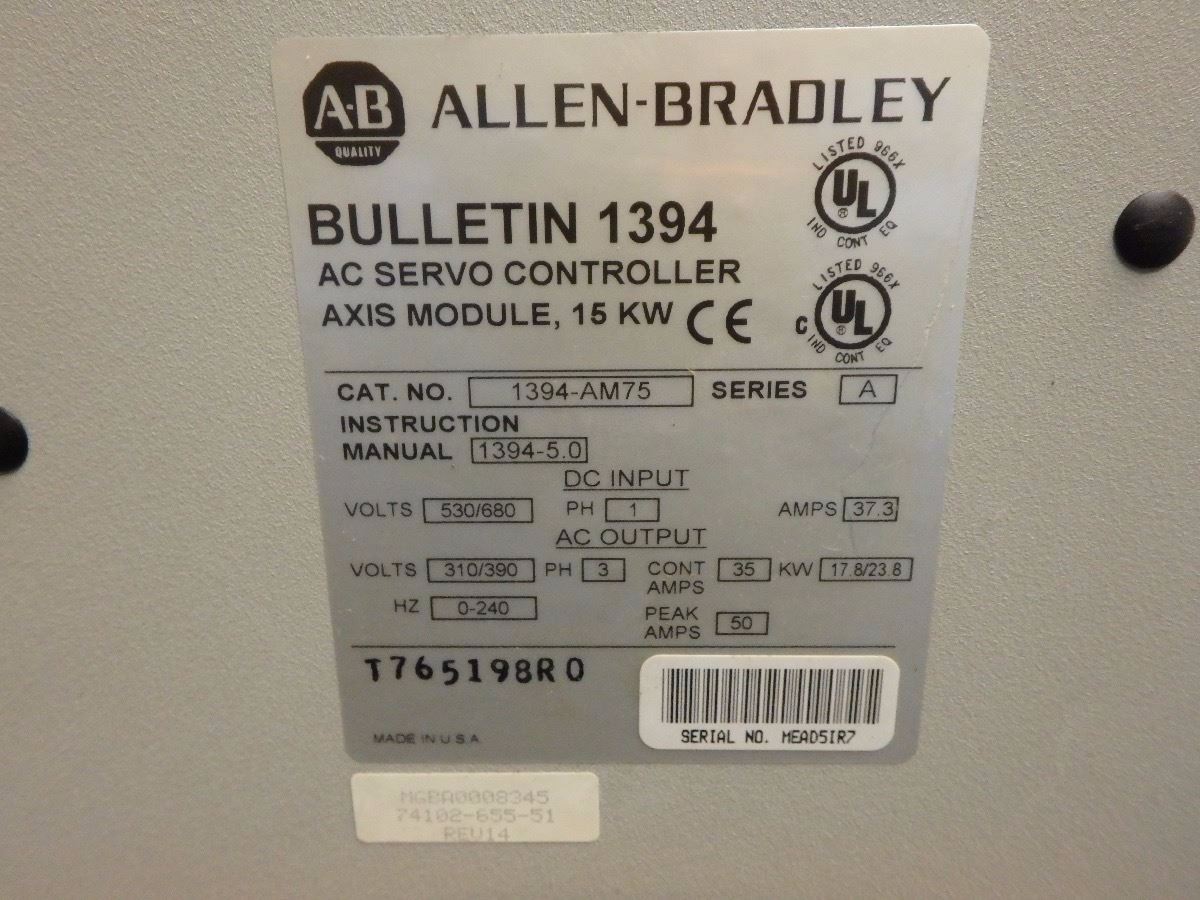 A-B QUALITY ALLEN-BRADLEY
LISTED 966X
UL ®
IND CONT EQ
BULLETIN 1394
AC SERVO CONTROLLER
AXIS MODULE, 15 KW CE
LISTED 966X
C UL ®
IND CONT EQ
CAT. NO. 1394-AM75 SERIES A
INSTRUCTION
MANUAL 1394-5.0
DC INPUT
VOLTS 530/680 PH 1 AMPS 37.3
AC OUTPUT
VOLTS 310/390 PH 3 CONT AMPS 35 KW 17.8/23.8
HZ 0-240 PEAK AMPS 50
T765198R0
SERIAL NO. MEAD5IR7
MADE IN U.S.A.
MGBA0008345
74102-655-51
REV14